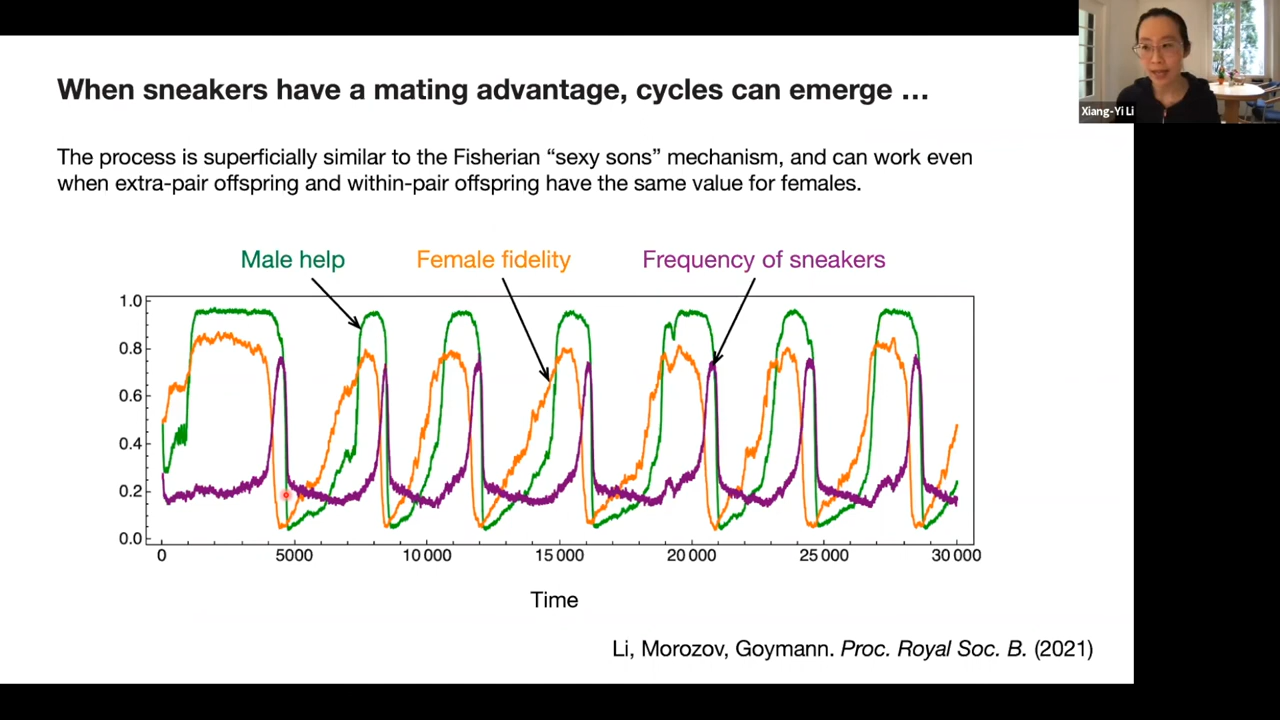 Xiang-Yi Li
When sneakers have a mating advantage, cycles can emerge …
The process is superficially similar to the Fisherian “sexy sons” mechanism, and can work even
when extra-pair offspring and within-pair offspring have the same value for females.
Male help
Female fidelity
Frequency of sneakers
1.0
0.8
0.6
0.4
0.2
0.0
0 5000 10 000 15 000 20 000 25 000 30 000
Time
Li, Morozov, Goymann. Proc. Royal Soc. B. (2021)